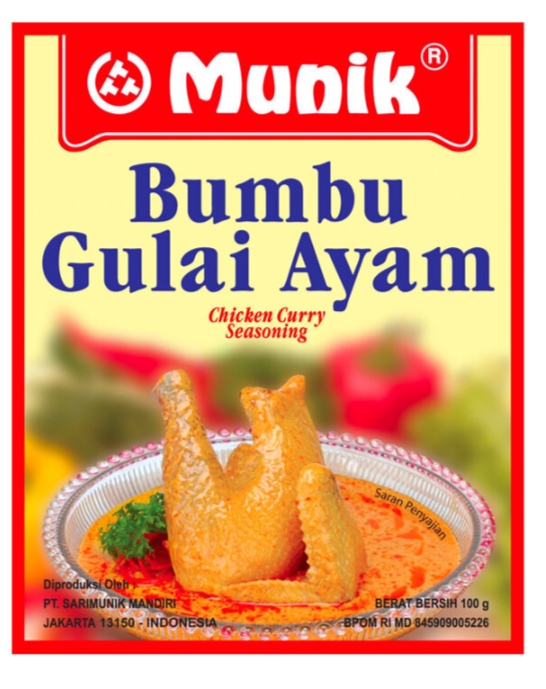 Munik®
Bumbu
Gulai Ayam
Chicken Curry
Seasoning
Saran Penyajian
Diproduksi Oleh :
PT. SARIMUNIK MANDIRI
JAKARTA 13150 - INDONESIA
BERAT BERSIH 100 g
BPOM RI MD 845909005226